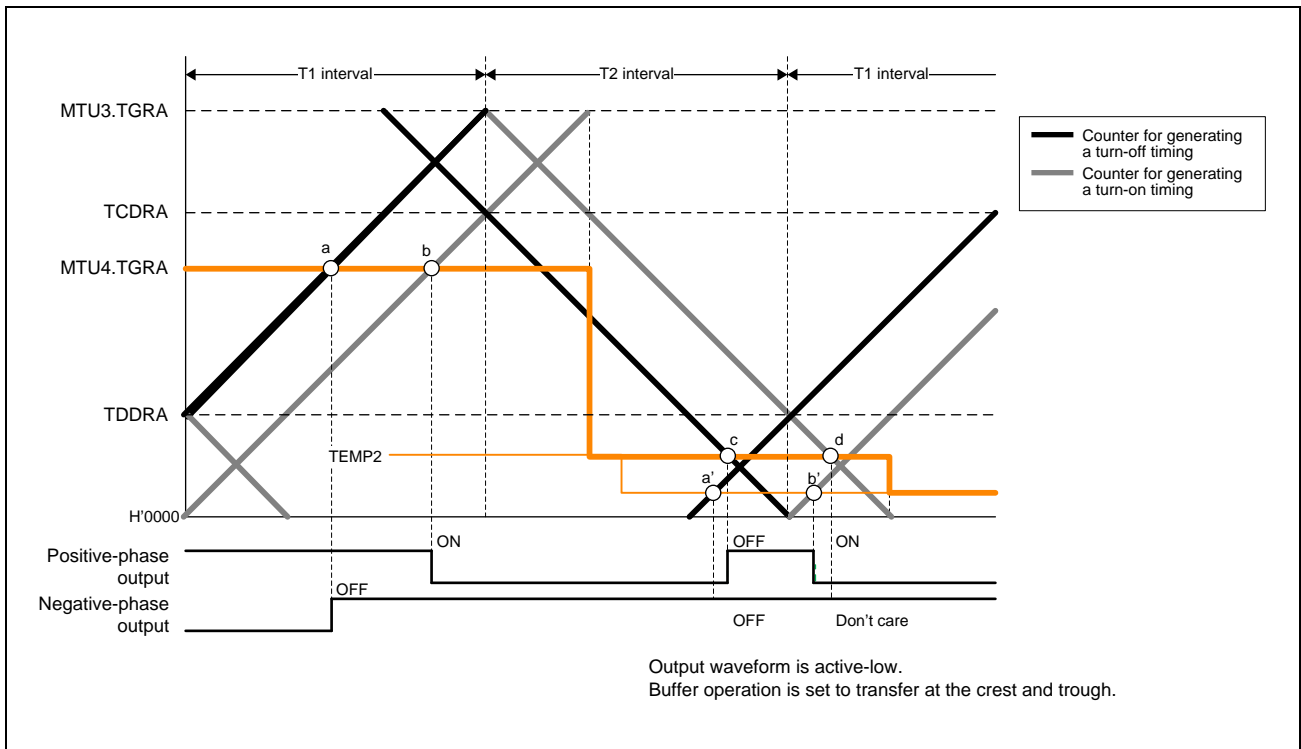 T1 interval
T2 interval
T1 interval
MTU3.TGRA
TCDRA
MTU4.TGRA
TDDRA
H'0000
Counter for generating
a turn-off timing
Counter for generating
a turn-on timing
a
b
TEMP2
c
d
a'
b'
Positive-phase
output
ON
OFF
ON
Negative-phase
output
OFF
OFF
Don't care
Output waveform is active-low.
Buffer operation is set to transfer at the crest and trough.